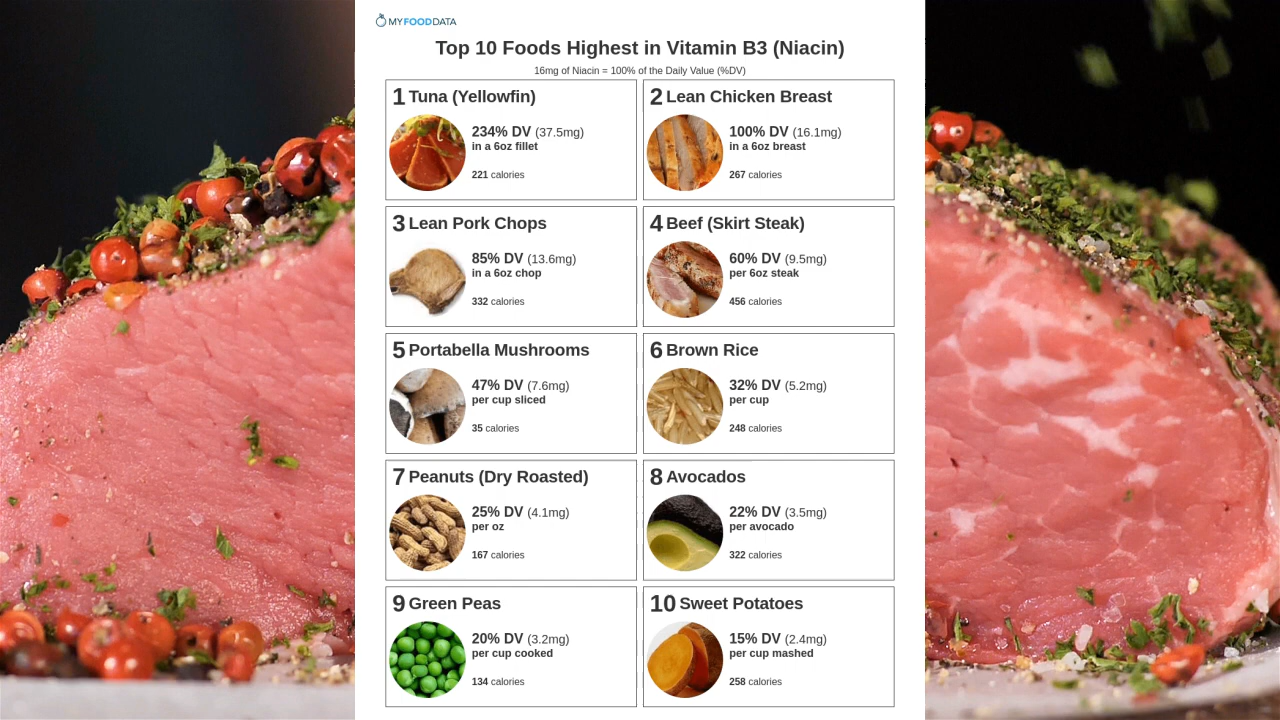 MYFOODDATA
Top 10 Foods Highest in Vitamin B3 (Niacin)
16mg of Niacin = 100% of the Daily Value (%DV)
1 Tuna (Yellowfin)
234% DV (37.5mg)
in a 6oz fillet
221 calories
2 Lean Chicken Breast
100% DV (16.1mg)
in a 6oz breast
267 calories
3 Lean Pork Chops
85% DV (13.6mg)
in a 6oz chop
332 calories
4 Beef (Skirt Steak)
60% DV (9.5mg)
per 6oz steak
456 calories
5 Portabella Mushrooms
47% DV (7.6mg)
per cup sliced
35 calories
6 Brown Rice
32% DV (5.2mg)
per cup
248 calories
7 Peanuts (Dry Roasted)
25% DV (4.1mg)
per oz
167 calories
8 Avocados
22% DV (3.5mg)
per avocado
322 calories
9 Green Peas
20% DV (3.2mg)
per cup cooked
134 calories
10 Sweet Potatoes
15% DV (2.4mg)
per cup mashed
258 calories